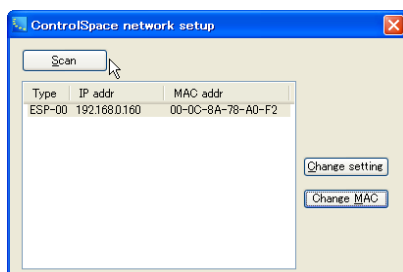 ControlSpace network setup
Scan
Type IP addr MAC addr
ESP-00 192.168.0.160 00-0C-8A-78-A0-F2
Change setting
Change MAC